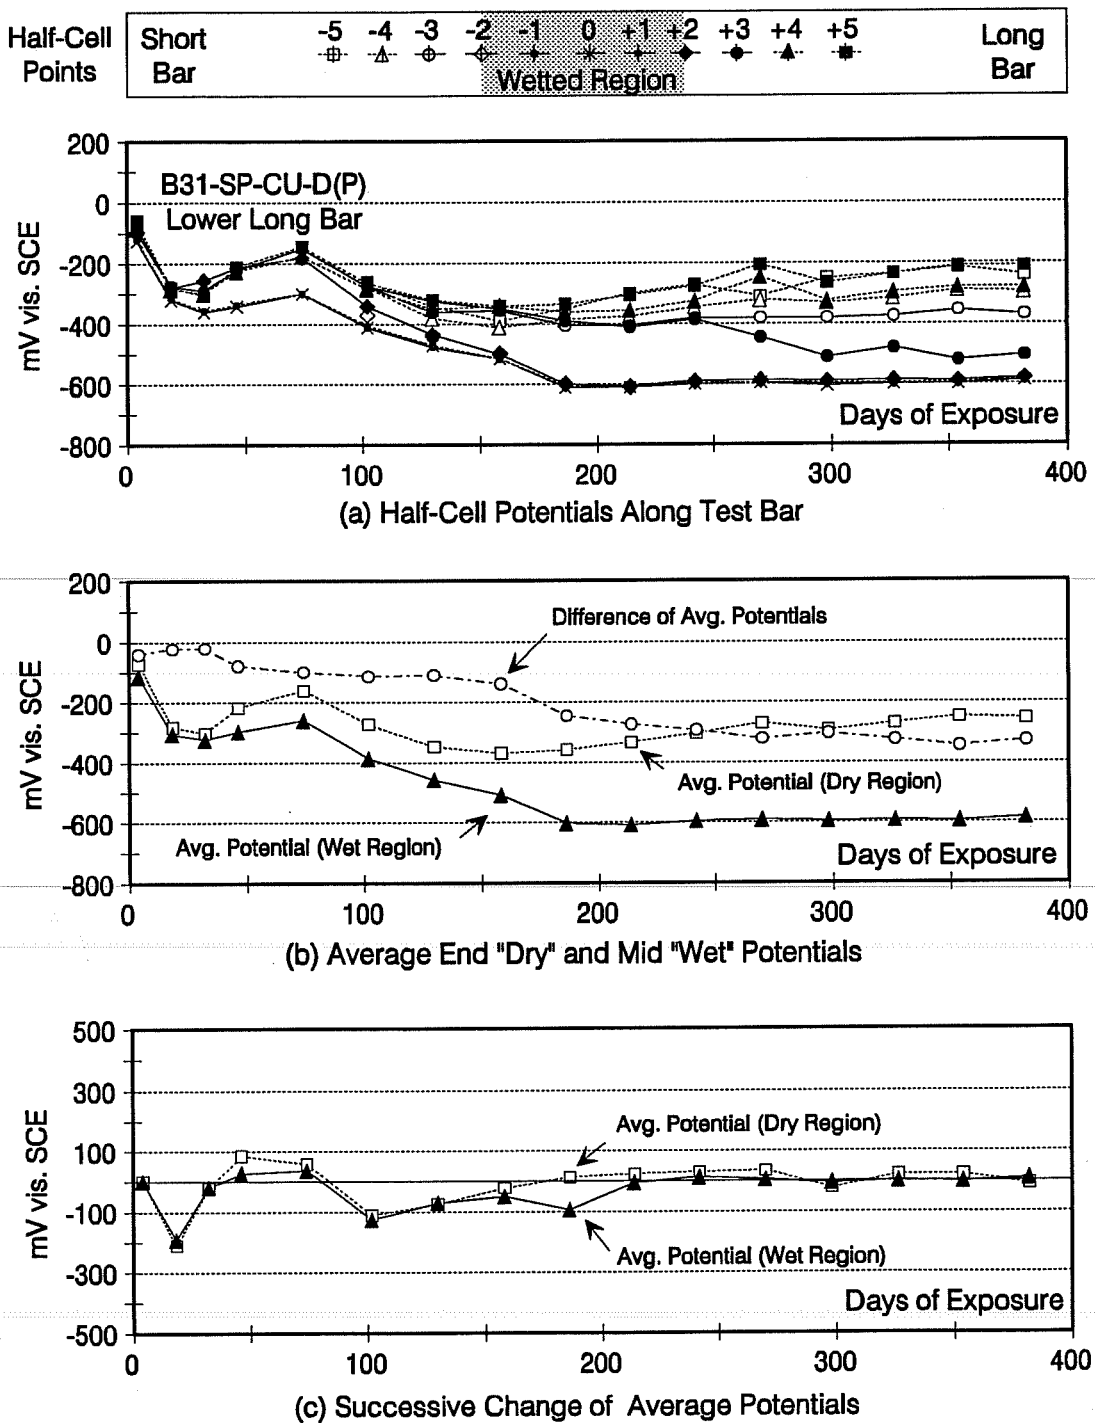 Half-Cell Points
Short Bar
-5 -4 -3 -2 -1 0 +1 +2 +3 +4 +5
Wetted Region
Long Bar
200
0
-200
-400
-600
-800
mV vis. SCE
B31-SP-CU-D(P)
Lower Long Bar
Days of Exposure
0 100 200 300 400
(a) Half-Cell Potentials Along Test Bar
200
0
-200
-400
-600
-800
mV vis. SCE
Difference of Avg. Potentials
Avg. Potential (Dry Region)
Avg. Potential (Wet Region)
Days of Exposure
0 100 200 300 400
(b) Average End "Dry" and Mid "Wet" Potentials
500
300
100
-100
-300
-500
mV vis. SCE
Avg. Potential (Dry Region)
Avg. Potential (Wet Region)
Days of Exposure
0 100 200 300 400
(c) Successive Change of Average Potentials